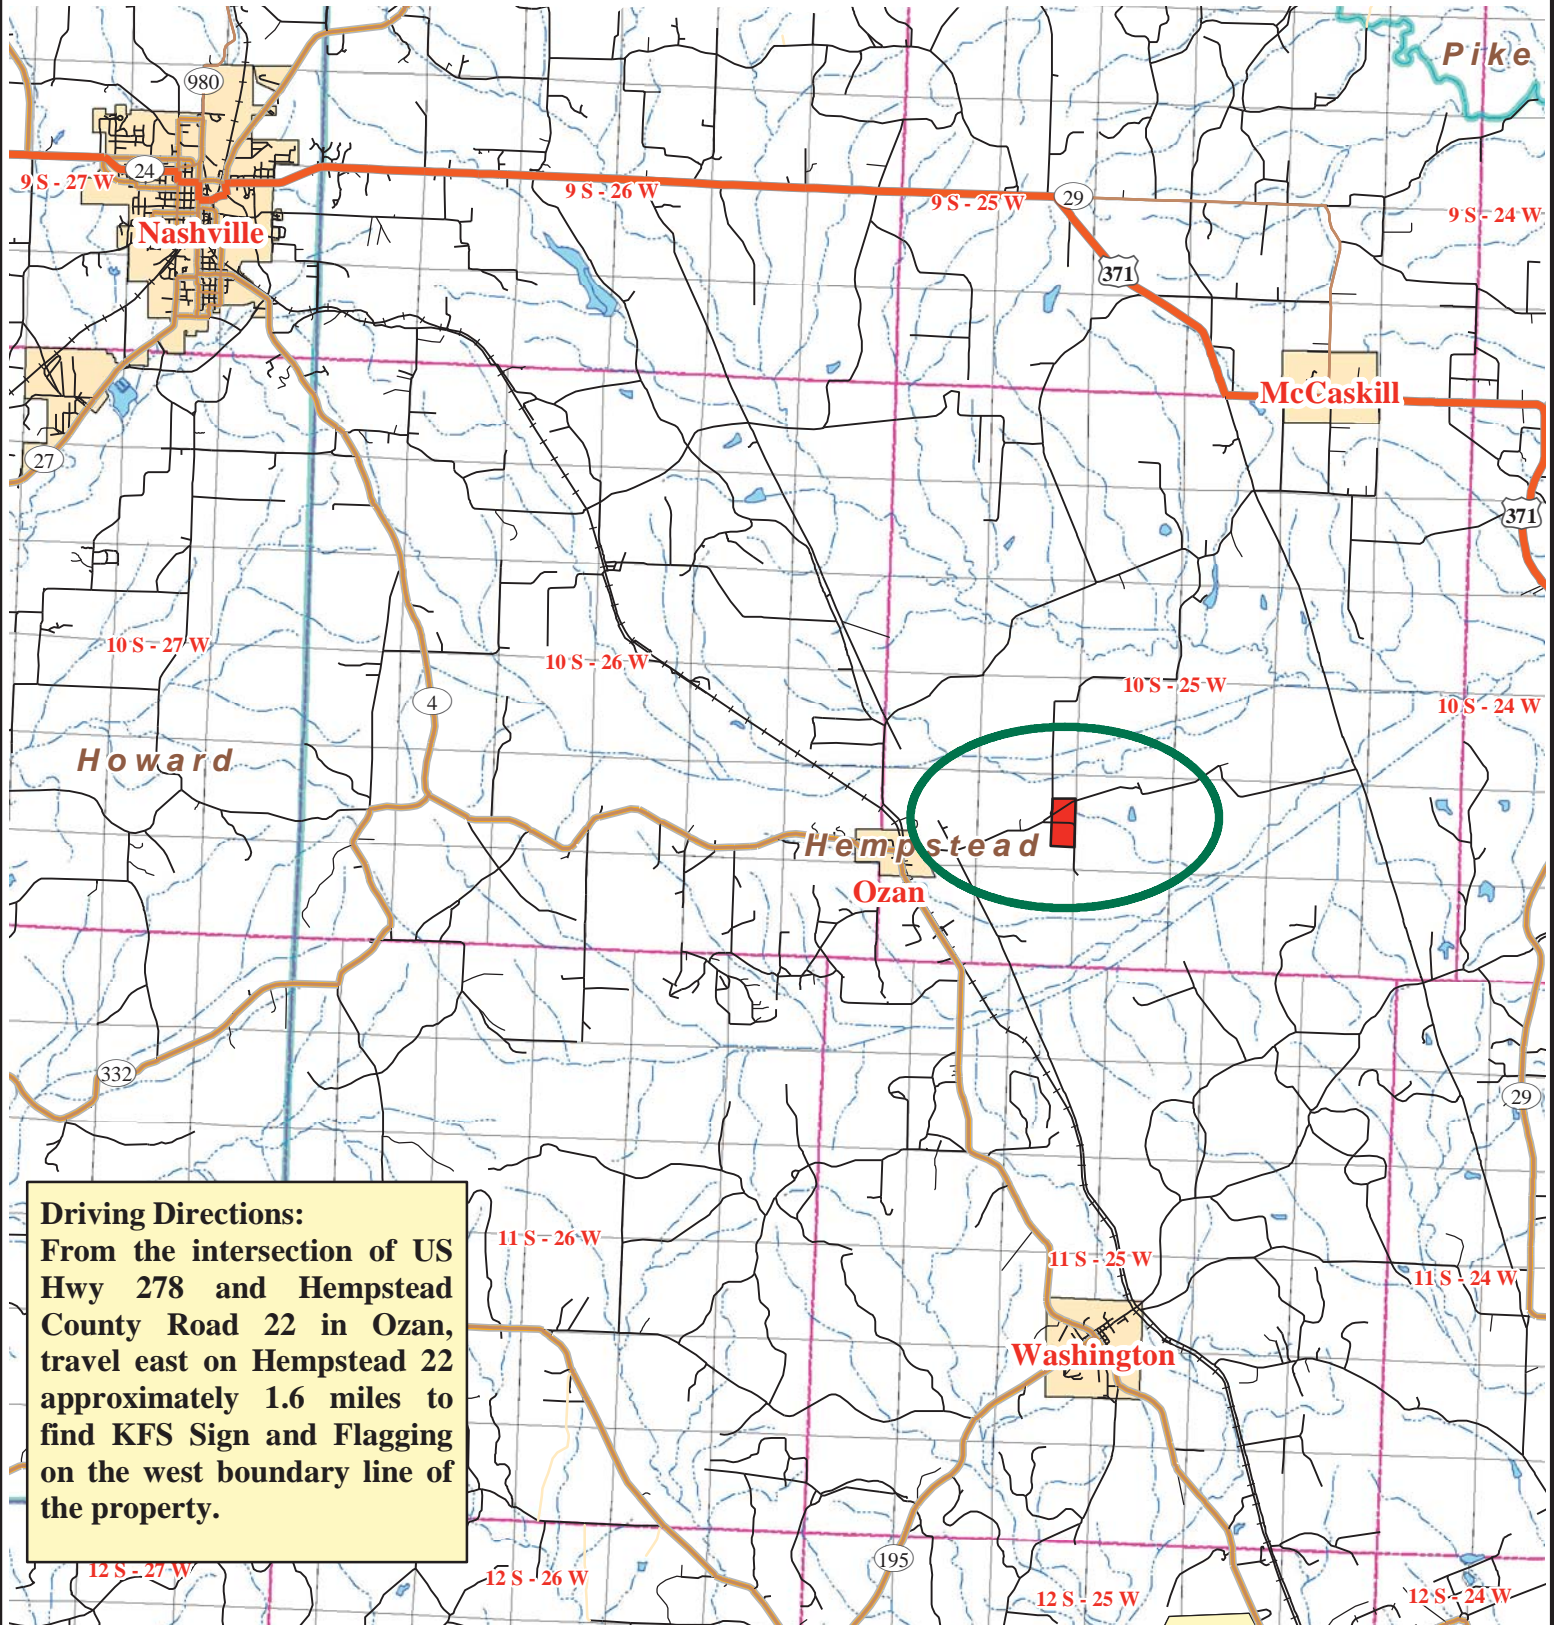 Pike
980
24
9 S - 27 W
9 S - 26 W
9 S - 25 W
29
9 S - 24 W
Nashville
371
McCaskill
27
371
10 S - 27 W
10 S - 26 W
10 S - 25 W
4
10 S - 24 W
Howard
Hempstead
Ozan
332
29
Driving Directions:
From the intersection of US
Hwy 278 and Hempstead
County Road 22 in Ozan,
travel east on Hempstead 22
approximately 1.6 miles to
find KFS Sign and Flagging
on the west boundary line of
the property.
11 S - 26 W
11 S - 25 W
11 S - 24 W
Washington
195
12 S - 27 W
12 S - 26 W
12 S - 25 W
12 S - 24 W